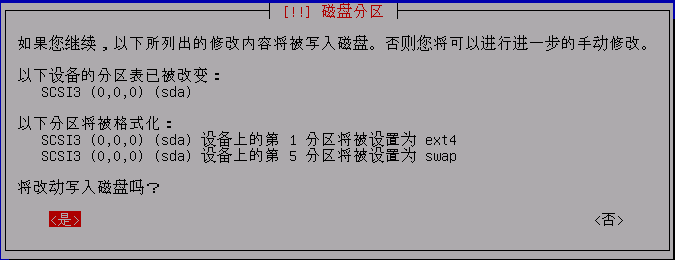 [!!] 磁盘分区
如果您继续，以下所列出的修改内容将被写入磁盘。否则您将可以进行进一步的手动修改。
以下设备的分区表已被改变：
SCSI3 (0,0,0) (sda)
以下分区将被格式化：
SCSI3 (0,0,0) (sda) 设备上的第 1 分区将被设置为 ext4
SCSI3 (0,0,0) (sda) 设备上的第 5 分区将被设置为 swap
将改动写入磁盘吗？
<是> <否>